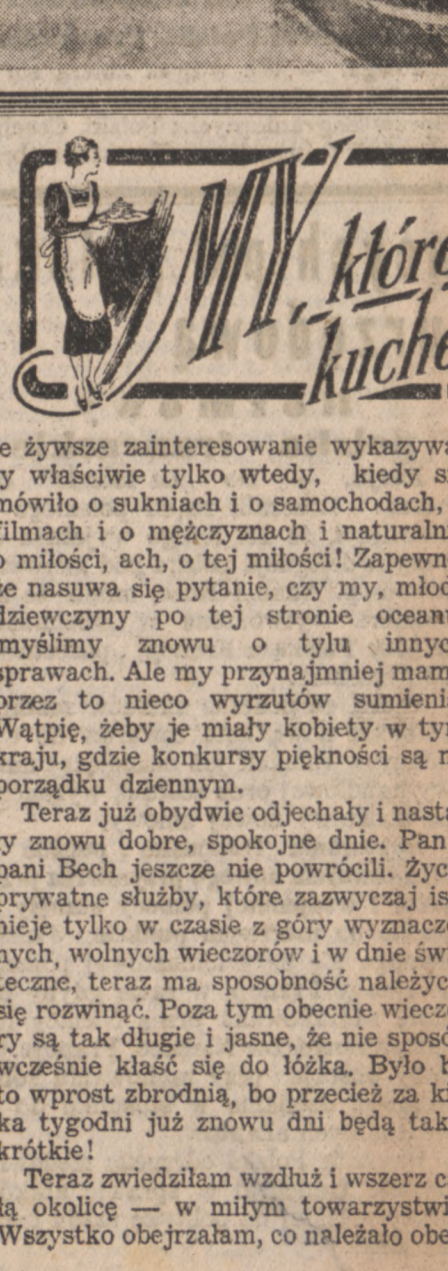 MY, które
kuche
e żywsze zainteresowanie wykazywa
y właściwie tylko wtedy, kiedy s
mówiło o sukniach i o samochodach,
filmach i o mężczyznach i naturaln
o miłości, ach, o tej miłości! Zapewn
że nasuwa się pytanie, czy my, młod
dziewczyny po tej stronie ocean
myślimy znowu o tylu innyc
sprawach. Ale my przynajmniej mam
przez to nieco wyrzutów sumieni
Wątpię, żeby je miały kobiety w ty
kraju, gdzie konkursy piękności są n
porządku dziennym.
Teraz już obydwie odjechały i nasta
y znowu dobre, spokojne dnie. Pan
pani Bech jeszcze nie powrócili. Życ
prywatne służby, które zazwyczaj is
nieje tylko w czasie z góry wyznacz
nych, wolnych wieczorów i w dnie świ
teczne, teraz ma sposobność należyc
się rozwinąć. Poza tym obecnie wiecz
ry są tak długie i jasne, że nie sposó
wcześnie kłaść się do łóżka. Było b
to wprost zbrodnią, bo przecież za ki
ka tygodni już znowu dni będą tak
krótkie!
Teraz zwiedziłam wzdłuż i wszerz c
łą okolicę — w miłym towarzystwi
Wszystko obejrzałam, co należało obe